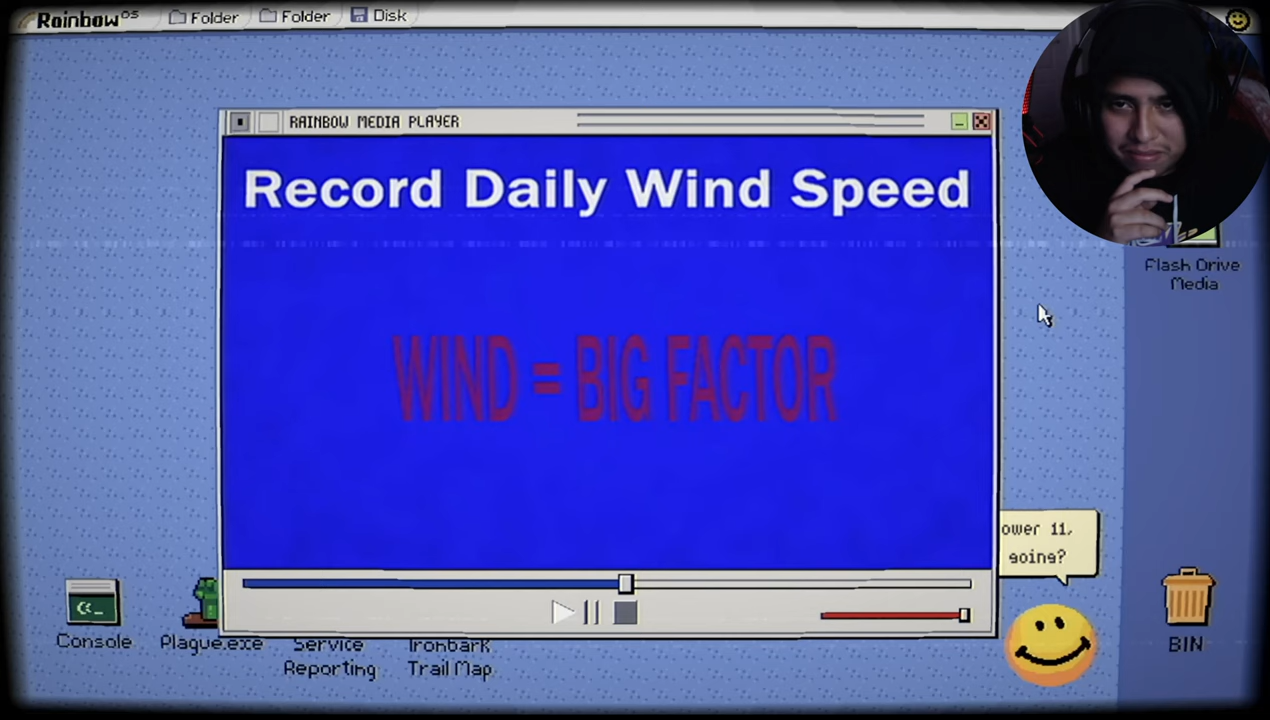 Rainbow OS
Folder
Folder
Disk
RAINBOW MEDIA PLAYER
Record Daily Wind Speed
WIND = BIG FACTOR
Flash Drive
Media
ower 11,
going?
Console
Plague.exe
Service
Reporting
Ironbark
Trail Map
BIN